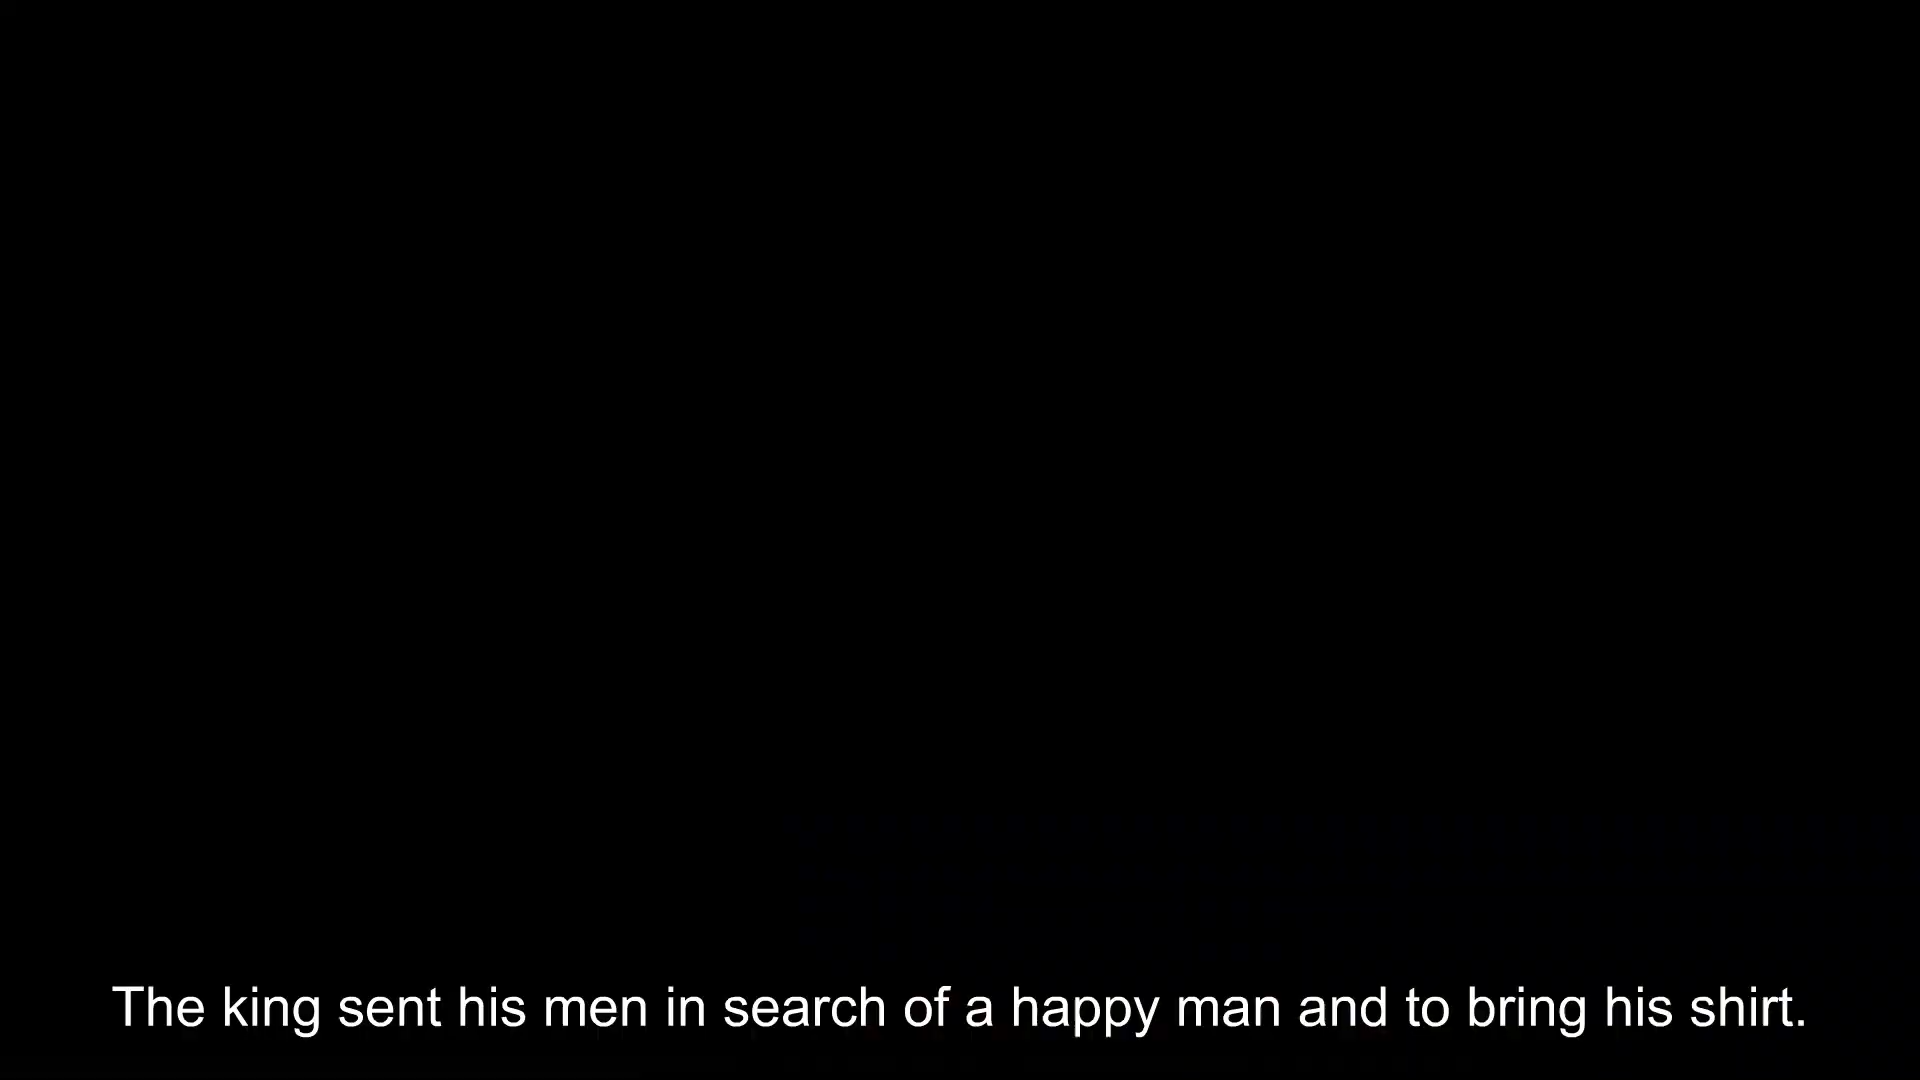 The king sent his men in search of a happy man and to bring his shirt.